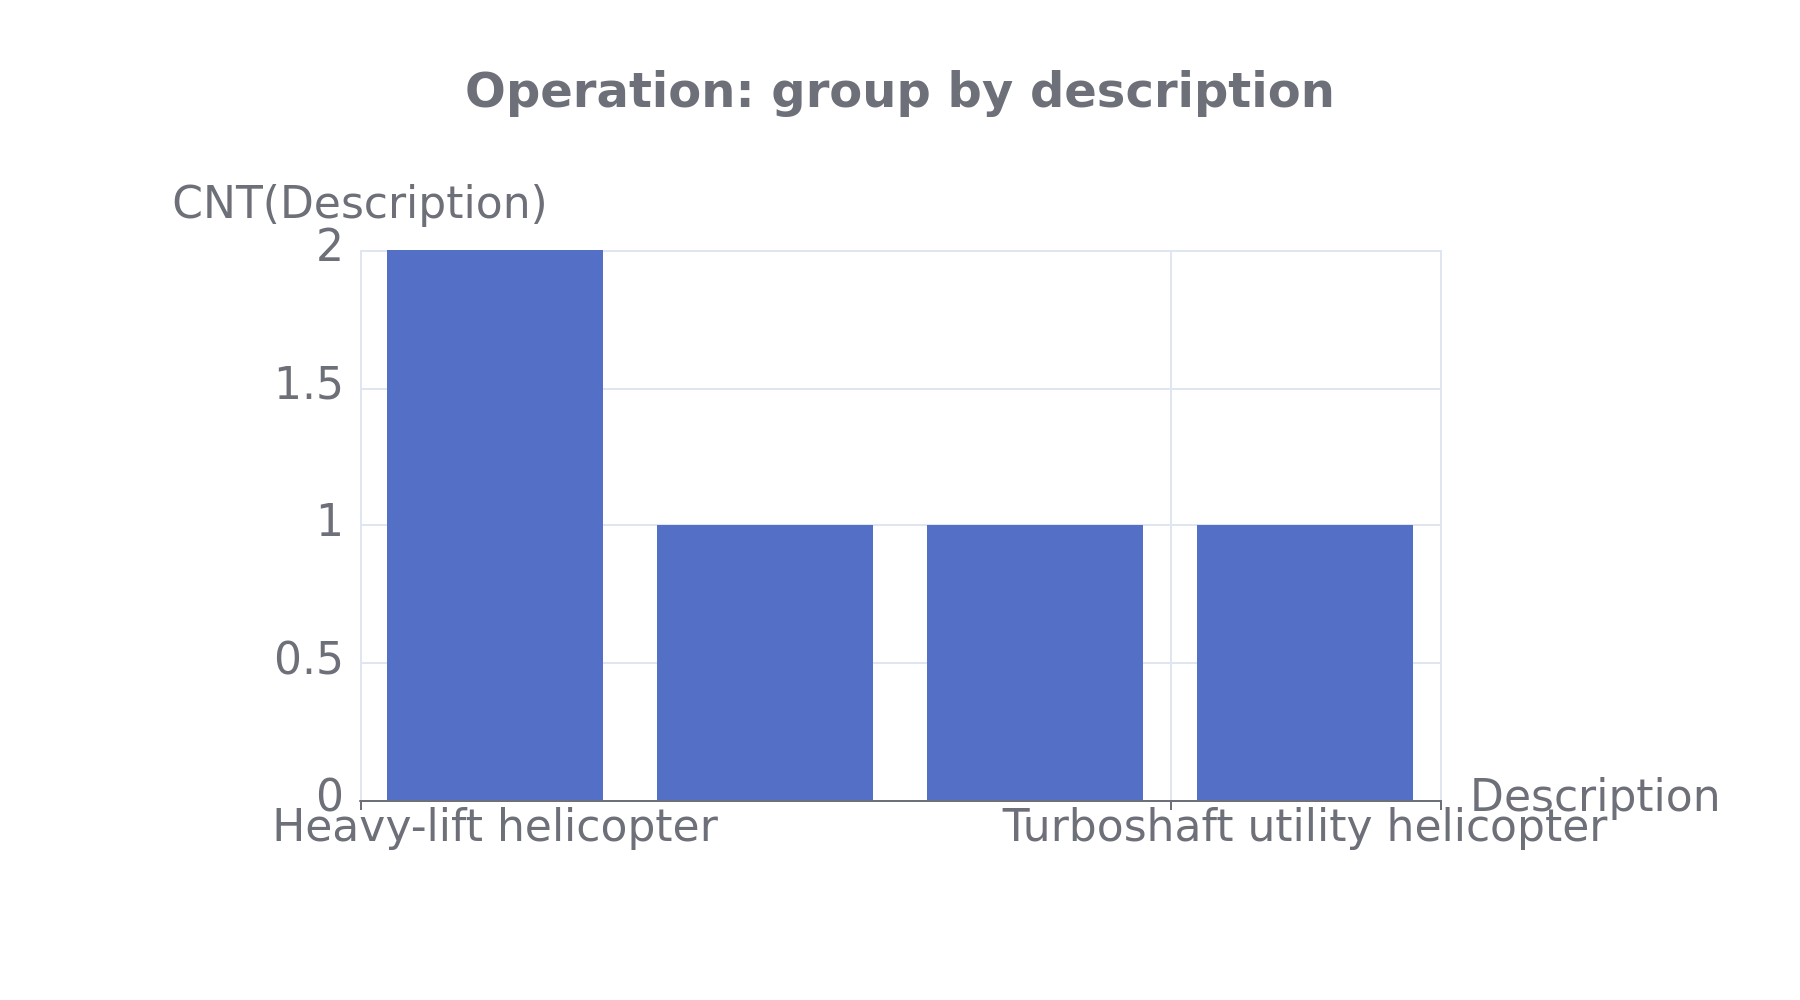 Operation: group by description
CNT(Description)
2
1.5
1
0.5
0
Description
Heavy-lift helicopter
Turboshaft utility helicopter